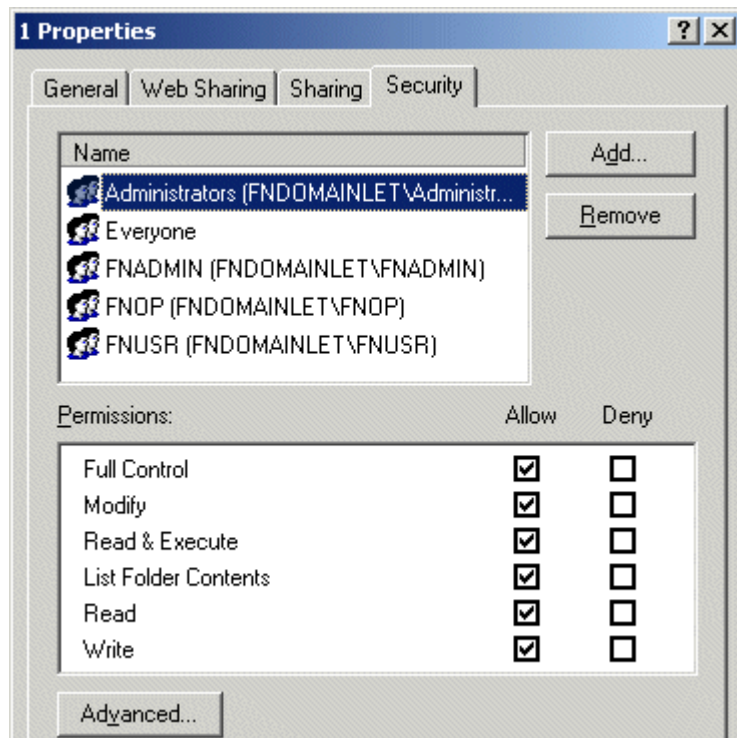 1 Properties
General Web Sharing Sharing Security
Name
Administrators (FNDOMAINLET\Administr...
Everyone
FNADMIN (FNDOMAINLET\FNADMIN)
FNOP (FNDOMAINLET\FNOP)
FNUSR (FNDOMAINLET\FNUSR)
Add...
Remove
Permissions: Allow Deny
Full Control
Modify
Read & Execute
List Folder Contents
Read
Write
Advanced...